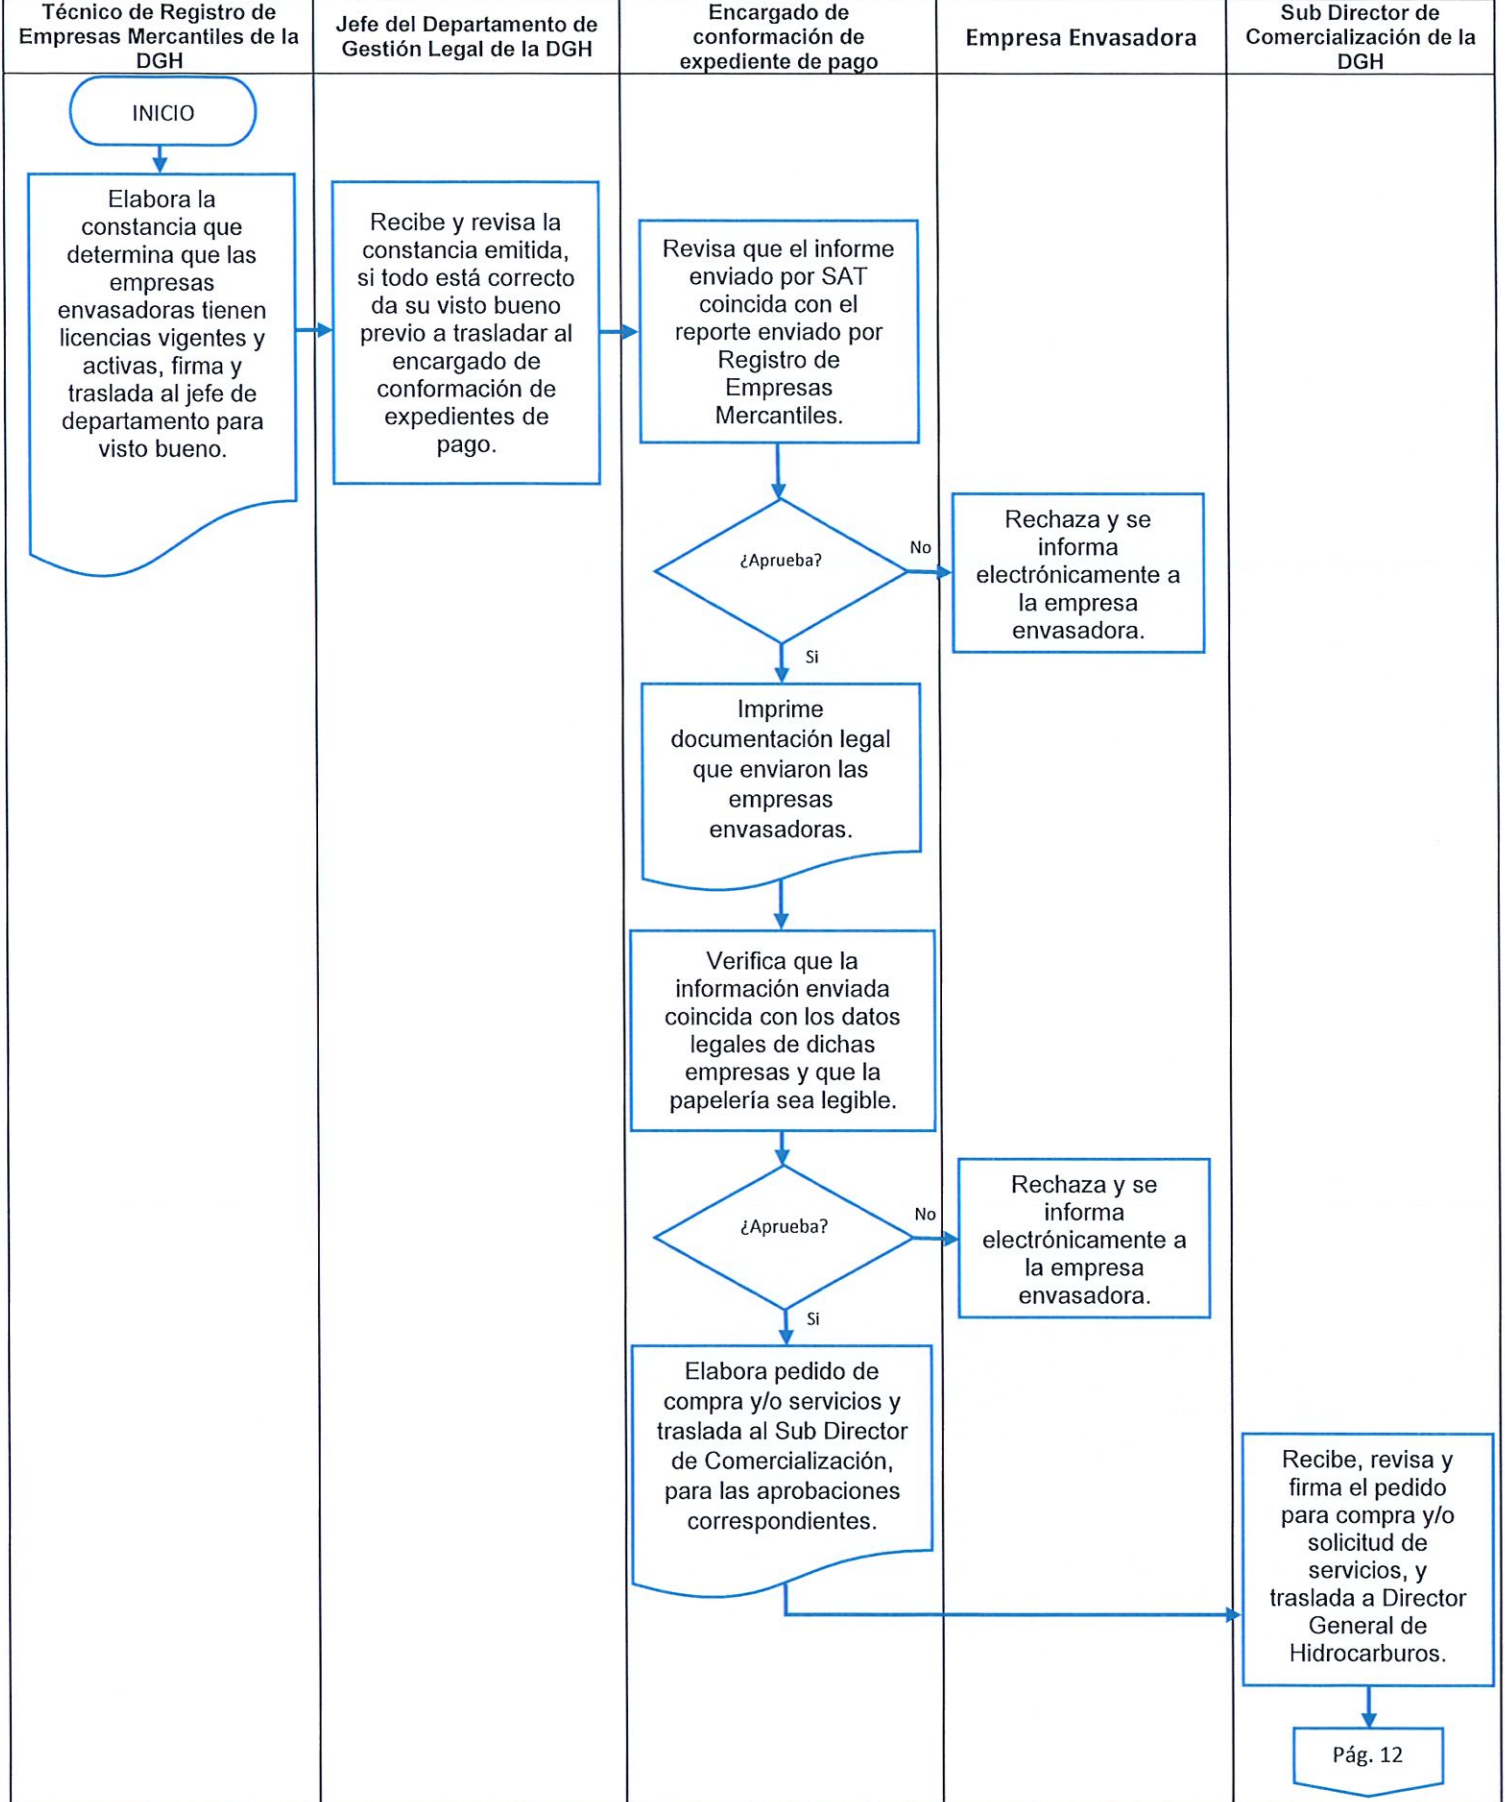 Técnico de Registro de
Empresas Mercantiles de la
DGH
Jefe del Departamento de
Gestión Legal de la DGH
Encargado de
conformación de
expediente de pago
Empresa Envasadora
Sub Director de
Comercialización de la
DGH
INICIO
Elabora la
constancia que
determina que las
empresas
envasadoras tienen
licencias vigentes y
activas, firma y
traslada al jefe de
departamento para
visto bueno.
Recibe y revisa la
constancia emitida,
si todo está correcto
da su visto bueno
previo a trasladar al
encargado de
conformación de
expedientes de
pago.
Revisa que el informe
enviado por SAT
coincida con el
reporte enviado por
Registro de
Empresas
Mercantiles.
¿Aprueba?
No
Rechaza y se
informa
electrónicamente a
la empresa
envasadora.
Si
Imprime
documentación legal
que enviaron las
empresas
envasadoras.
Verifica que la
información enviada
coincida con los datos
legales de dichas
empresas y que la
papelería sea legible.
¿Aprueba?
No
Rechaza y se
informa
electrónicamente a
la empresa
envasadora.
Si
Elabora pedido de
compra y/o servicios y
traslada al Sub Director
de Comercialización,
para las aprobaciones
correspondientes.
Recibe, revisa y
firma el pedido
para compra y/o
solicitud de
servicios, y
traslada a Director
General de
Hidrocarburos.
Pág. 12